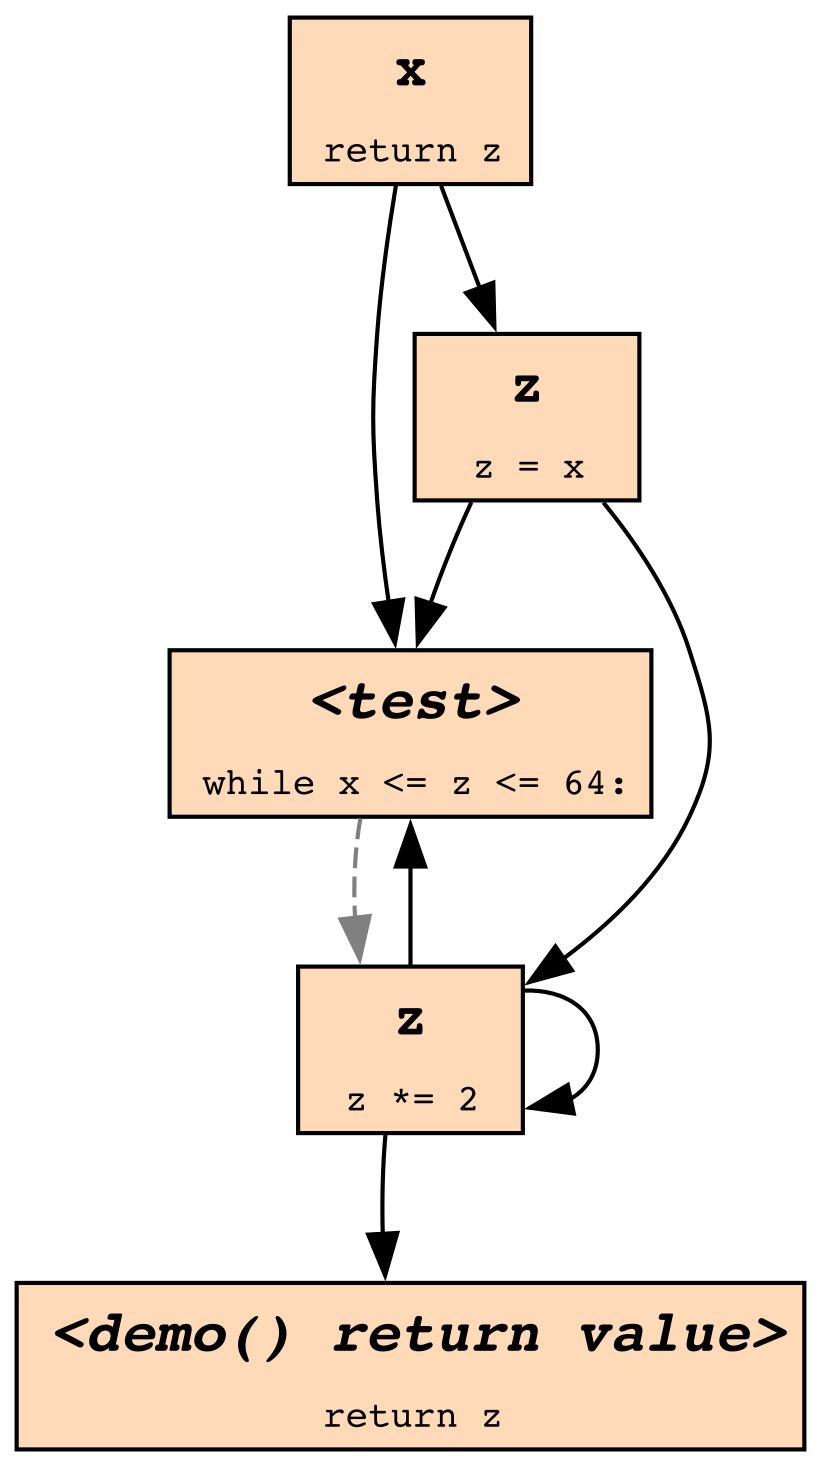 x
return z
z
z = x
<test>
while x <= z <= 64:
z
z *= 2
<demo() return value>
return z